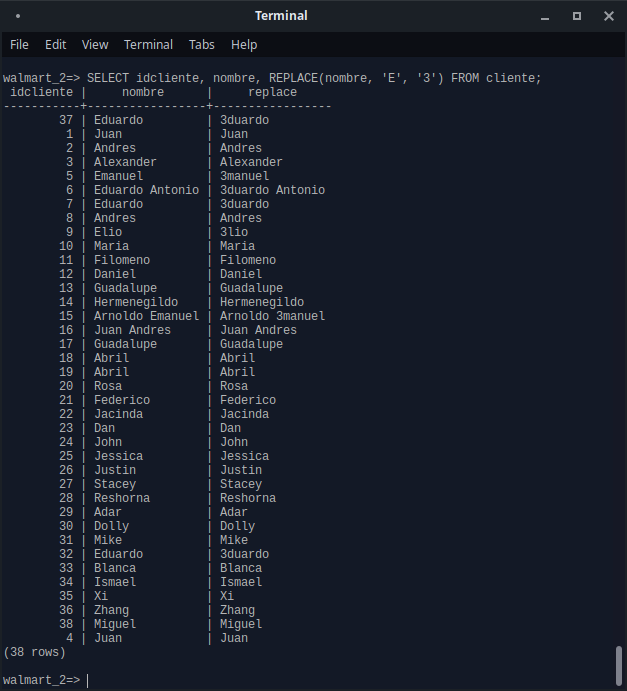 Terminal
File Edit View Terminal Tabs Help
walmart_2=> SELECT idcliente, nombre, REPLACE(nombre, 'E', '3') FROM cliente;
 idcliente |     nombre      |     replace
-----------+-----------------+-----------------
        37 | Eduardo         | 3duardo
         1 | Juan            | Juan
         2 | Andres          | Andres
         3 | Alexander       | Alexander
         5 | Emanuel         | 3manuel
         6 | Eduardo Antonio | 3duardo Antonio
         7 | Eduardo         | 3duardo
         8 | Andres          | Andres
         9 | Elio            | 3lio
        10 | Maria           | Maria
        11 | Filomeno        | Filomeno
        12 | Daniel          | Daniel
        13 | Guadalupe       | Guadalupe
        14 | Hermenegildo    | Hermenegildo
        15 | Arnoldo Emanuel | Arnoldo 3manuel
        16 | Juan Andres     | Juan Andres
        17 | Guadalupe       | Guadalupe
        18 | Abril           | Abril
        19 | Abril           | Abril
        20 | Rosa            | Rosa
        21 | Federico        | Federico
        22 | Jacinda         | Jacinda
        23 | Dan             | Dan
        24 | John            | John
        25 | Jessica         | Jessica
        26 | Justin          | Justin
        27 | Stacey          | Stacey
        28 | Reshorna        | Reshorna
        29 | Adar            | Adar
        30 | Dolly           | Dolly
        31 | Mike            | Mike
        32 | Eduardo         | 3duardo
        33 | Blanca          | Blanca
        34 | Ismael          | Ismael
        35 | Xi              | Xi
        36 | Zhang           | Zhang
        38 | Miguel          | Miguel
         4 | Juan            | Juan
(38 rows)
walmart_2=>